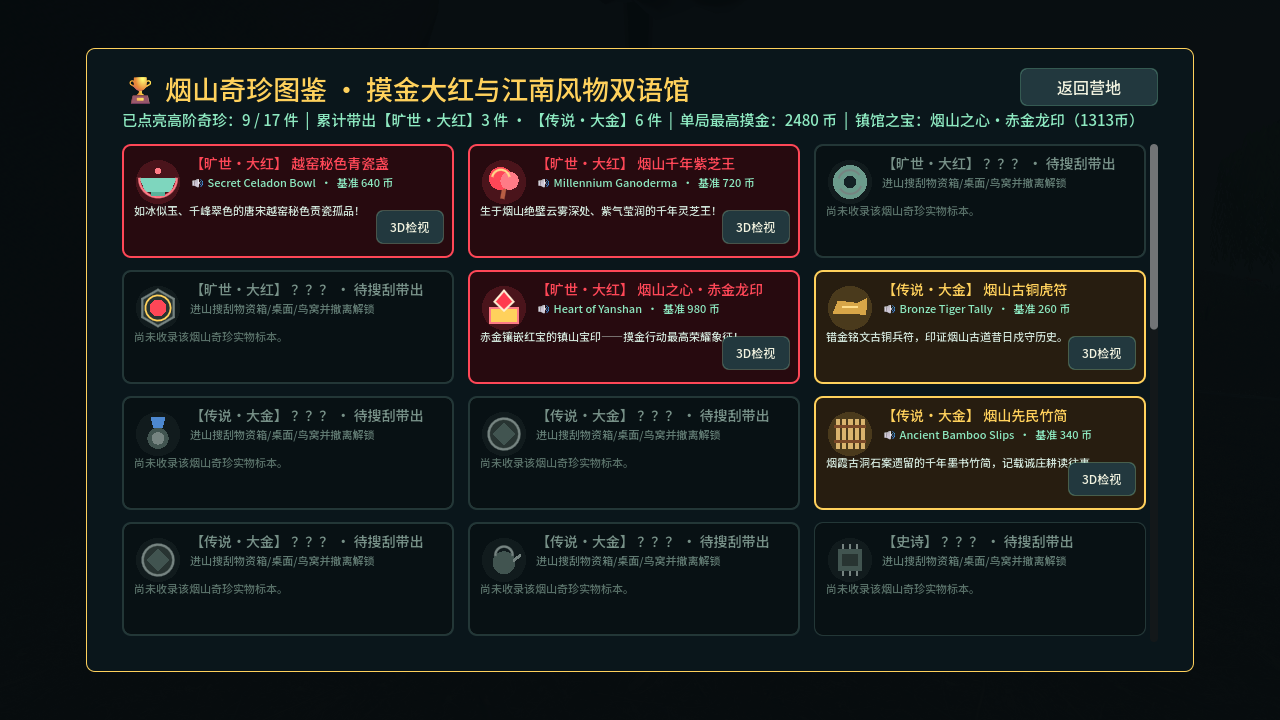 烟山奇珍图鉴 · 摸金大红与江南风物双语馆
返回营地
已点亮高阶奇珍：9 / 17 件 | 累计带出【旷世·大红】3 件 · 【传说·大金】6 件 | 单局最高摸金：2480 币 | 镇馆之宝：烟山之心·赤金龙印（1313币）
【旷世·大红】 越窑秘色青瓷盏
Secret Celadon Bowl · 基准 640 币
如冰似玉、千峰翠色的唐宋越窑秘色贡瓷孤品！
3D检视
【旷世·大红】 烟山千年紫芝王
Millennium Ganoderma · 基准 720 币
生于烟山绝壁云雾深处、紫气莹润的千年灵芝王！
3D检视
【旷世·大红】 ？？？ · 待搜刮带出
进山搜刮物资箱/桌面/鸟窝并撤离解锁
尚未收录该烟山奇珍实物标本。
【旷世·大红】 ？？？ · 待搜刮带出
进山搜刮物资箱/桌面/鸟窝并撤离解锁
尚未收录该烟山奇珍实物标本。
【旷世·大红】 烟山之心·赤金龙印
Heart of Yanshan · 基准 980 币
赤金镶嵌红宝的镇山宝印——摸金行动最高荣耀象征！
3D检视
【传说·大金】 烟山古铜虎符
Bronze Tiger Tally · 基准 260 币
错金铭文古铜兵符，印证烟山古道昔日戍守历史。
3D检视
【传说·大金】 ？？？ · 待搜刮带出
进山搜刮物资箱/桌面/鸟窝并撤离解锁
尚未收录该烟山奇珍实物标本。
【传说·大金】 ？？？ · 待搜刮带出
进山搜刮物资箱/桌面/鸟窝并撤离解锁
尚未收录该烟山奇珍实物标本。
【传说·大金】 烟山先民竹简
Ancient Bamboo Slips · 基准 340 币
烟霞古洞石案遗留的千年墨书竹简，记载诚庄耕读往事
3D检视
【传说·大金】 ？？？ · 待搜刮带出
进山搜刮物资箱/桌面/鸟窝并撤离解锁
尚未收录该烟山奇珍实物标本。
【传说·大金】 ？？？ · 待搜刮带出
进山搜刮物资箱/桌面/鸟窝并撤离解锁
尚未收录该烟山奇珍实物标本。
【史诗】 ？？？ · 待搜刮带出
进山搜刮物资箱/桌面/鸟窝并撤离解锁
尚未收录该烟山奇珍实物标本。